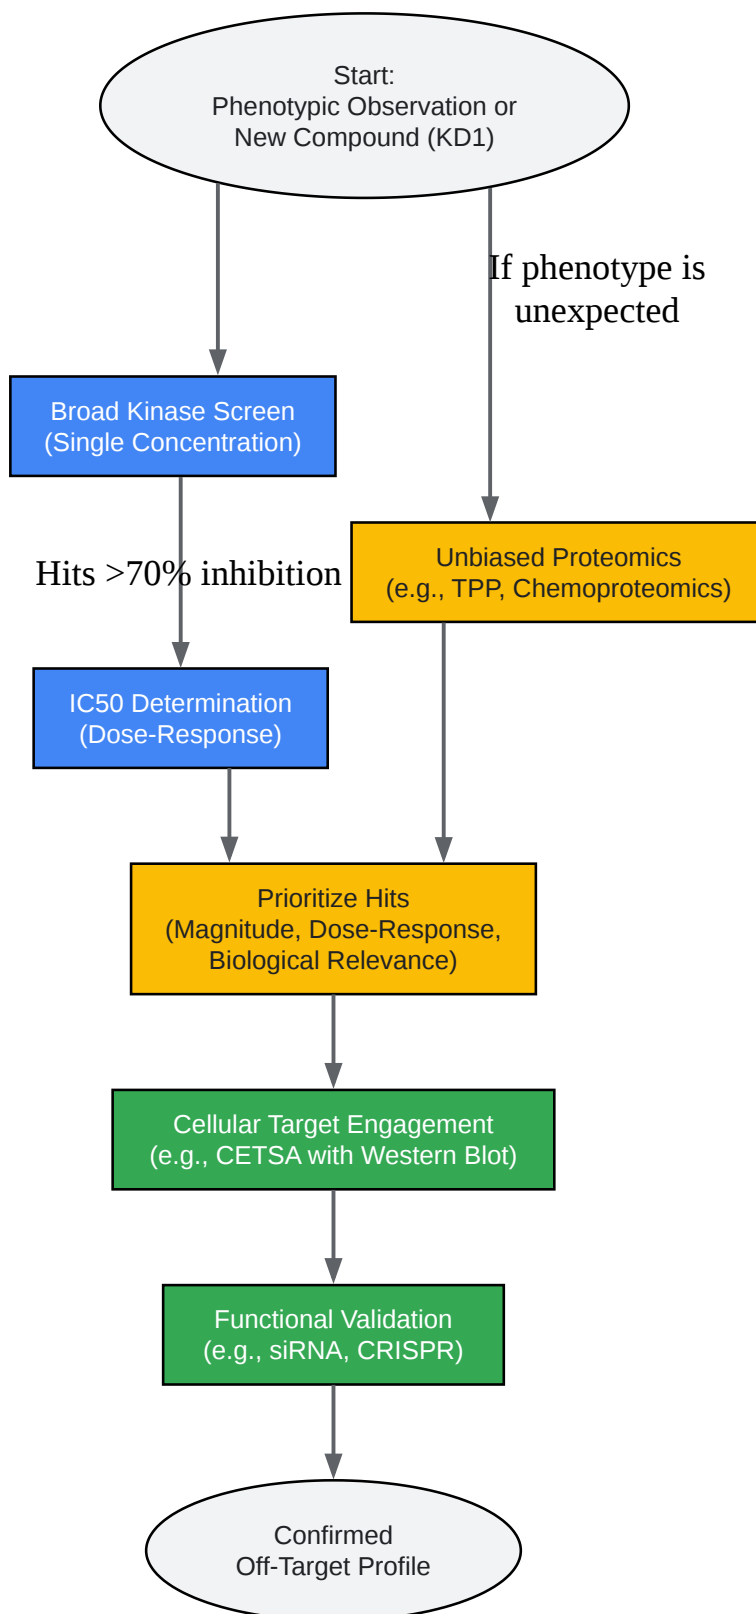 Start:
Phenotypic Observation or
New Compound (KD1)
If phenotype is
unexpected
Broad Kinase Screen
(Single Concentration)
Hits >70% inhibition
Unbiased Proteomics
(e.g., TPP, Chemoproteomics)
IC50 Determination
(Dose-Response)
Prioritize Hits
(Magnitude, Dose-Response,
Biological Relevance)
Cellular Target Engagement
(e.g., CETSA with Western Blot)
Functional Validation
(e.g., siRNA, CRISPR)
Confirmed
Off-Target Profile